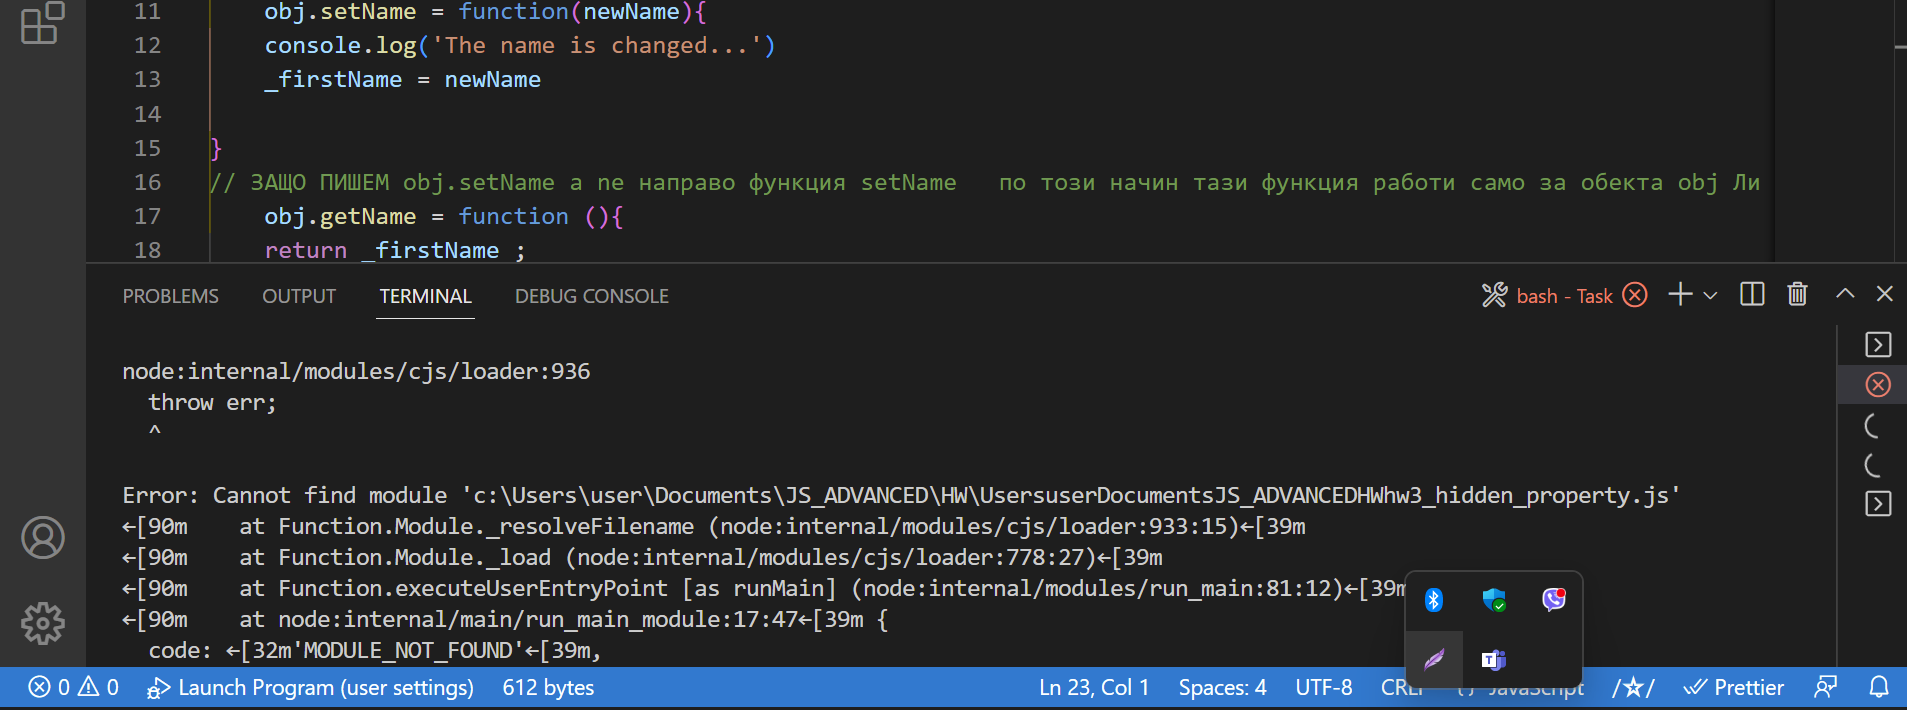 11 obj.setName = function(newName){
12 console.log('The name is changed...')
13 _firstName = newName
14
15 }
16 // ЗАЩО ПИШЕМ obj.setName а ne направо функция setName   по този начин тази функция работи само за обекта obj Ли
17 obj.getName = function (){
18 return _firstName ;
PROBLEMS OUTPUT TERMINAL DEBUG CONSOLE bash - Task
node:internal/modules/cjs/loader:936
throw err;
^
Error: Cannot find module 'c:\Users\user\Documents\JS_ADVANCED\HW\UsersuserDocumentsJS_ADVANCEDHWhw3_hidden_property.js'
←[90m    at Function.Module._resolveFilename (node:internal/modules/cjs/loader:933:15)←[39m
←[90m    at Function.Module._load (node:internal/modules/cjs/loader:778:27)←[39m
←[90m    at Function.executeUserEntryPoint [as runMain] (node:internal/modules/run_main:81:12)←[39m
←[90m    at node:internal/main/run_main_module:17:47←[39m {
code: ←[32m'MODULE_NOT_FOUND'←[39m,
0 0 Launch Program (user settings) 612 bytes Ln 23, Col 1 Spaces: 4 UTF-8 CRLF {} JavaScript Prettier